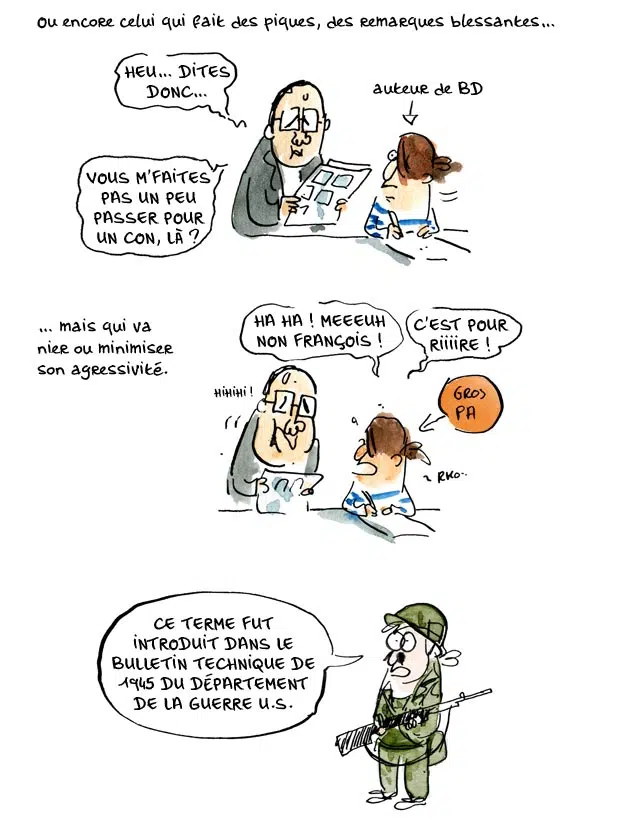 Ou encore celui qui fait des piques, des remarques blessantes...
HEU... DITES
DONC...
auteur de BD
VOUS M'FAITES
PAS UN PEU
PASSER POUR
UN CON, LÀ ?
... mais qui va
nier ou minimiser
son agressivité.
HA HA ! MEEEUH
NON FRANÇOIS !
C'EST POUR
RIIIIRE !
HiHiHi !
GROS
PA
RKO..
CE TERME FUT
INTRODUIT DANS LE
BULLETIN TECHNIQUE DE
1945 DU DÉPARTEMENT
DE LA GUERRE U.S.